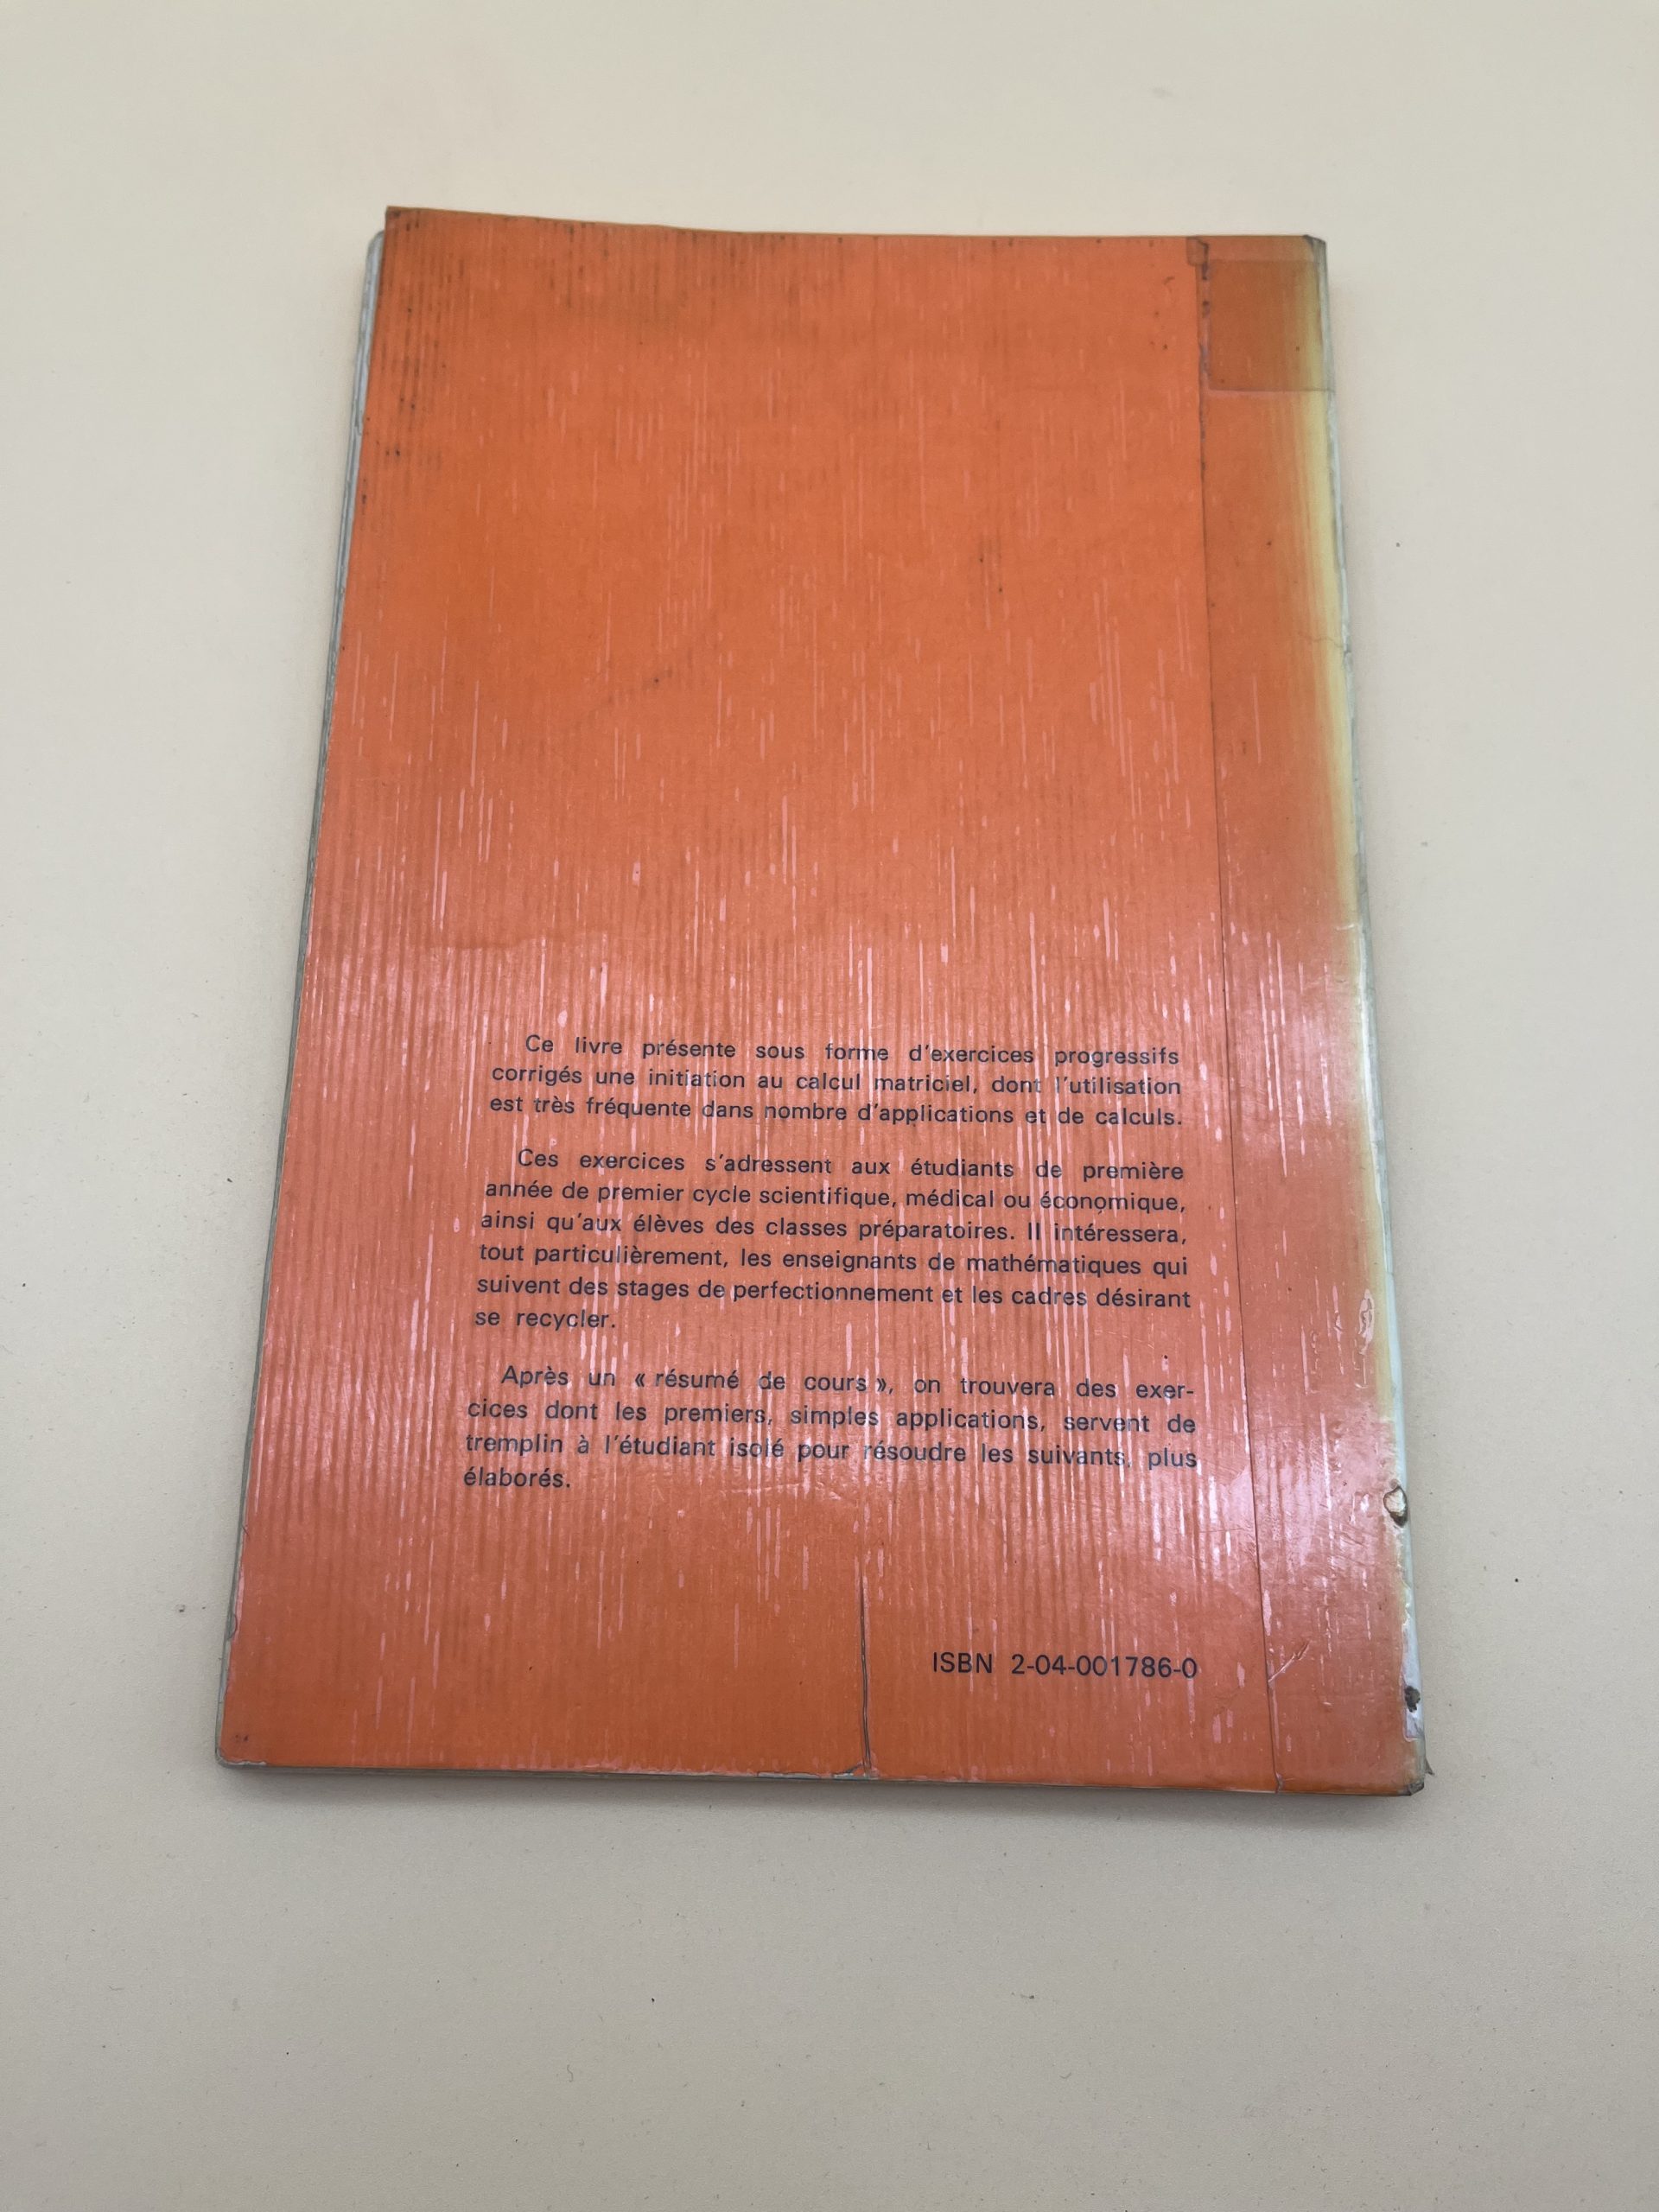 Ce livre présente sous forme d'exercices progressifs
corrigés une initiation au calcul matriciel, dont l'utilisation
est très fréquente dans nombre d'applications et de calculs.
Ces exercices s'adressent aux étudiants de première
année de premier cycle scientifique, médical ou économique,
ainsi qu'aux élèves des classes préparatoires. Il intéressera,
tout particulièrement, les enseignants de mathématiques qui
suivent des stages de perfectionnement et les cadres désirant
se recycler.
Après un « résumé de cours », on trouvera des exer-
cices dont les premiers, simples applications, servent de
tremplin à l'étudiant isolé pour résoudre les suivants, plus
élaborés.
ISBN 2-04-001786-0